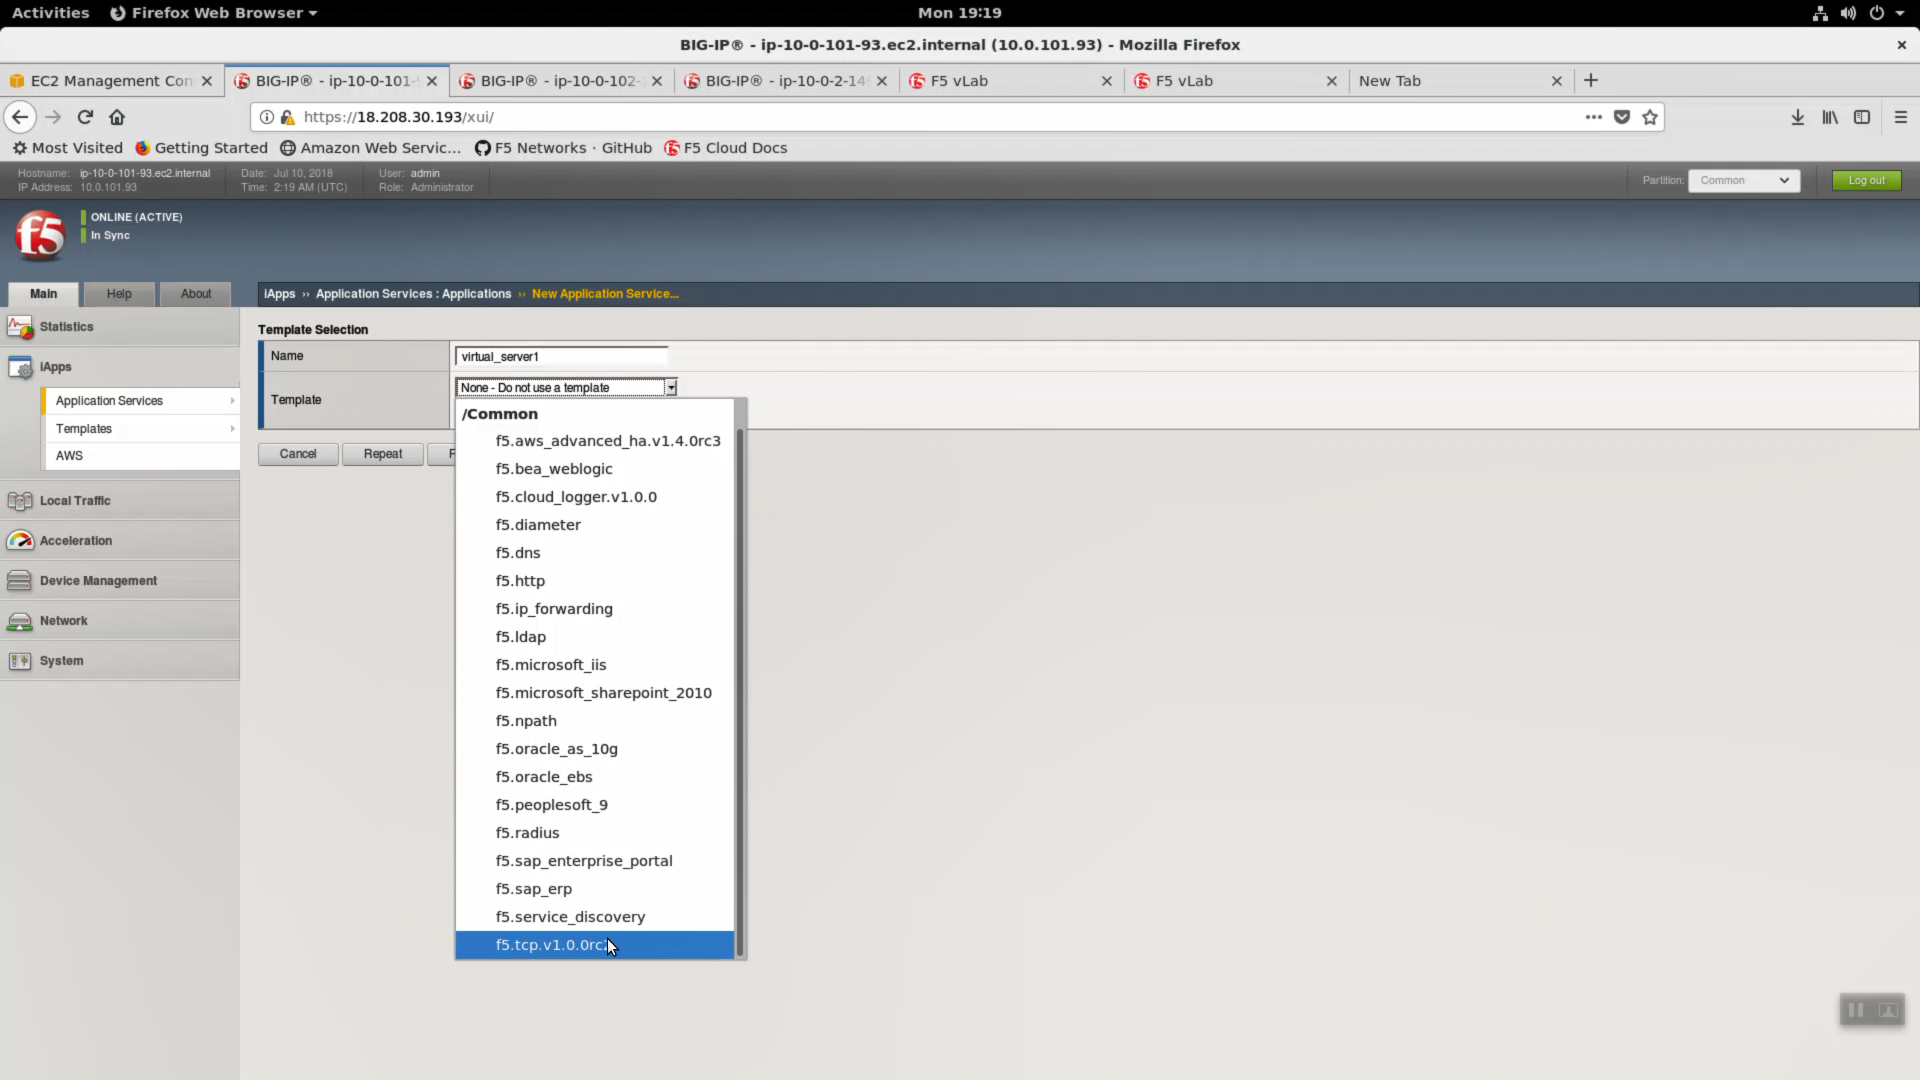 Activities Firefox Web Browser Mon 19:19
BIG-IP® - ip-10-0-101-93.ec2.internal (10.0.101.93) - Mozilla Firefox
EC2 Management Con BIG-IP® - ip-10-0-101- BIG-IP® - ip-10-0-102- BIG-IP® - ip-10-0-2-14 F5 vLab F5 vLab New Tab
https://18.208.30.193/xui/
Most Visited Getting Started Amazon Web Servic... F5 Networks · GitHub F5 Cloud Docs
Hostname: ip-10-0-101-93.ec2.internal Date: Jul 10, 2018 User: admin
IP Address: 10.0.101.93 Time: 2:19 AM (UTC) Role: Administrator
Partition: Common Log out
f5 ONLINE (ACTIVE)
In Sync
Main Help About iApps ›› Application Services : Applications ›› New Application Service...
Statistics
iApps
Application Services
Templates
AWS
Local Traffic
Acceleration
Device Management
Network
System
Template Selection
Name virtual_server1
Template None - Do not use a template
Cancel Repeat F
/Common
f5.aws_advanced_ha.v1.4.0rc3
f5.bea_weblogic
f5.cloud_logger.v1.0.0
f5.diameter
f5.dns
f5.http
f5.ip_forwarding
f5.ldap
f5.microsoft_iis
f5.microsoft_sharepoint_2010
f5.npath
f5.oracle_as_10g
f5.oracle_ebs
f5.peoplesoft_9
f5.radius
f5.sap_enterprise_portal
f5.sap_erp
f5.service_discovery
f5.tcp.v1.0.0rc2